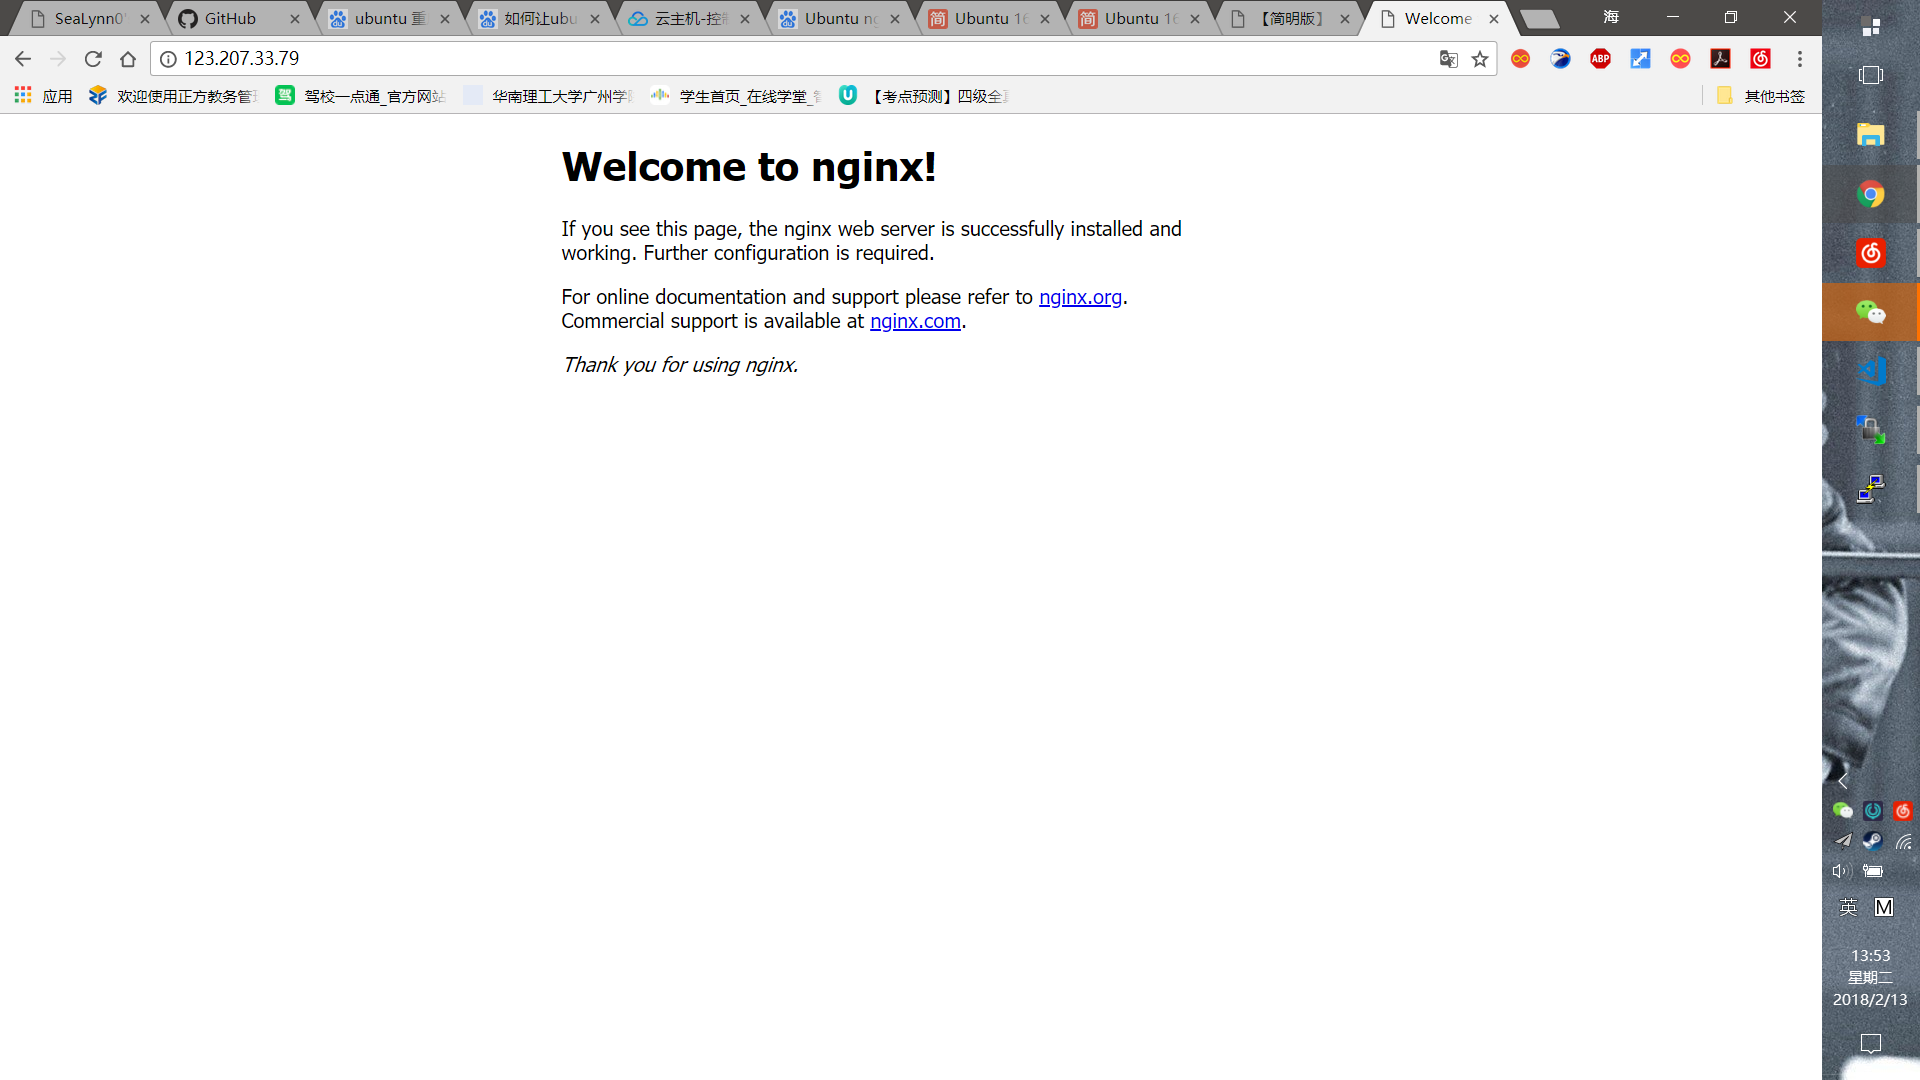 SeaLynn0
GitHub
ubuntu 重
如何让ubu
云主机-控
Ubuntu ng
Ubuntu 16
Ubuntu 16
【简明版】
Welcome
海
123.207.33.79
ABP
应用
欢迎使用正方教务管
驾
驾校一点通_官方网站
华南理工大学广州学
学生首页_在线学堂_
【考点预测】四级全
其他书签
Welcome to nginx!
If you see this page, the nginx web server is successfully installed and
working. Further configuration is required.
For online documentation and support please refer to nginx.org.
Commercial support is available at nginx.com.
Thank you for using nginx.
英 M
13:53
星期二
2018/2/13